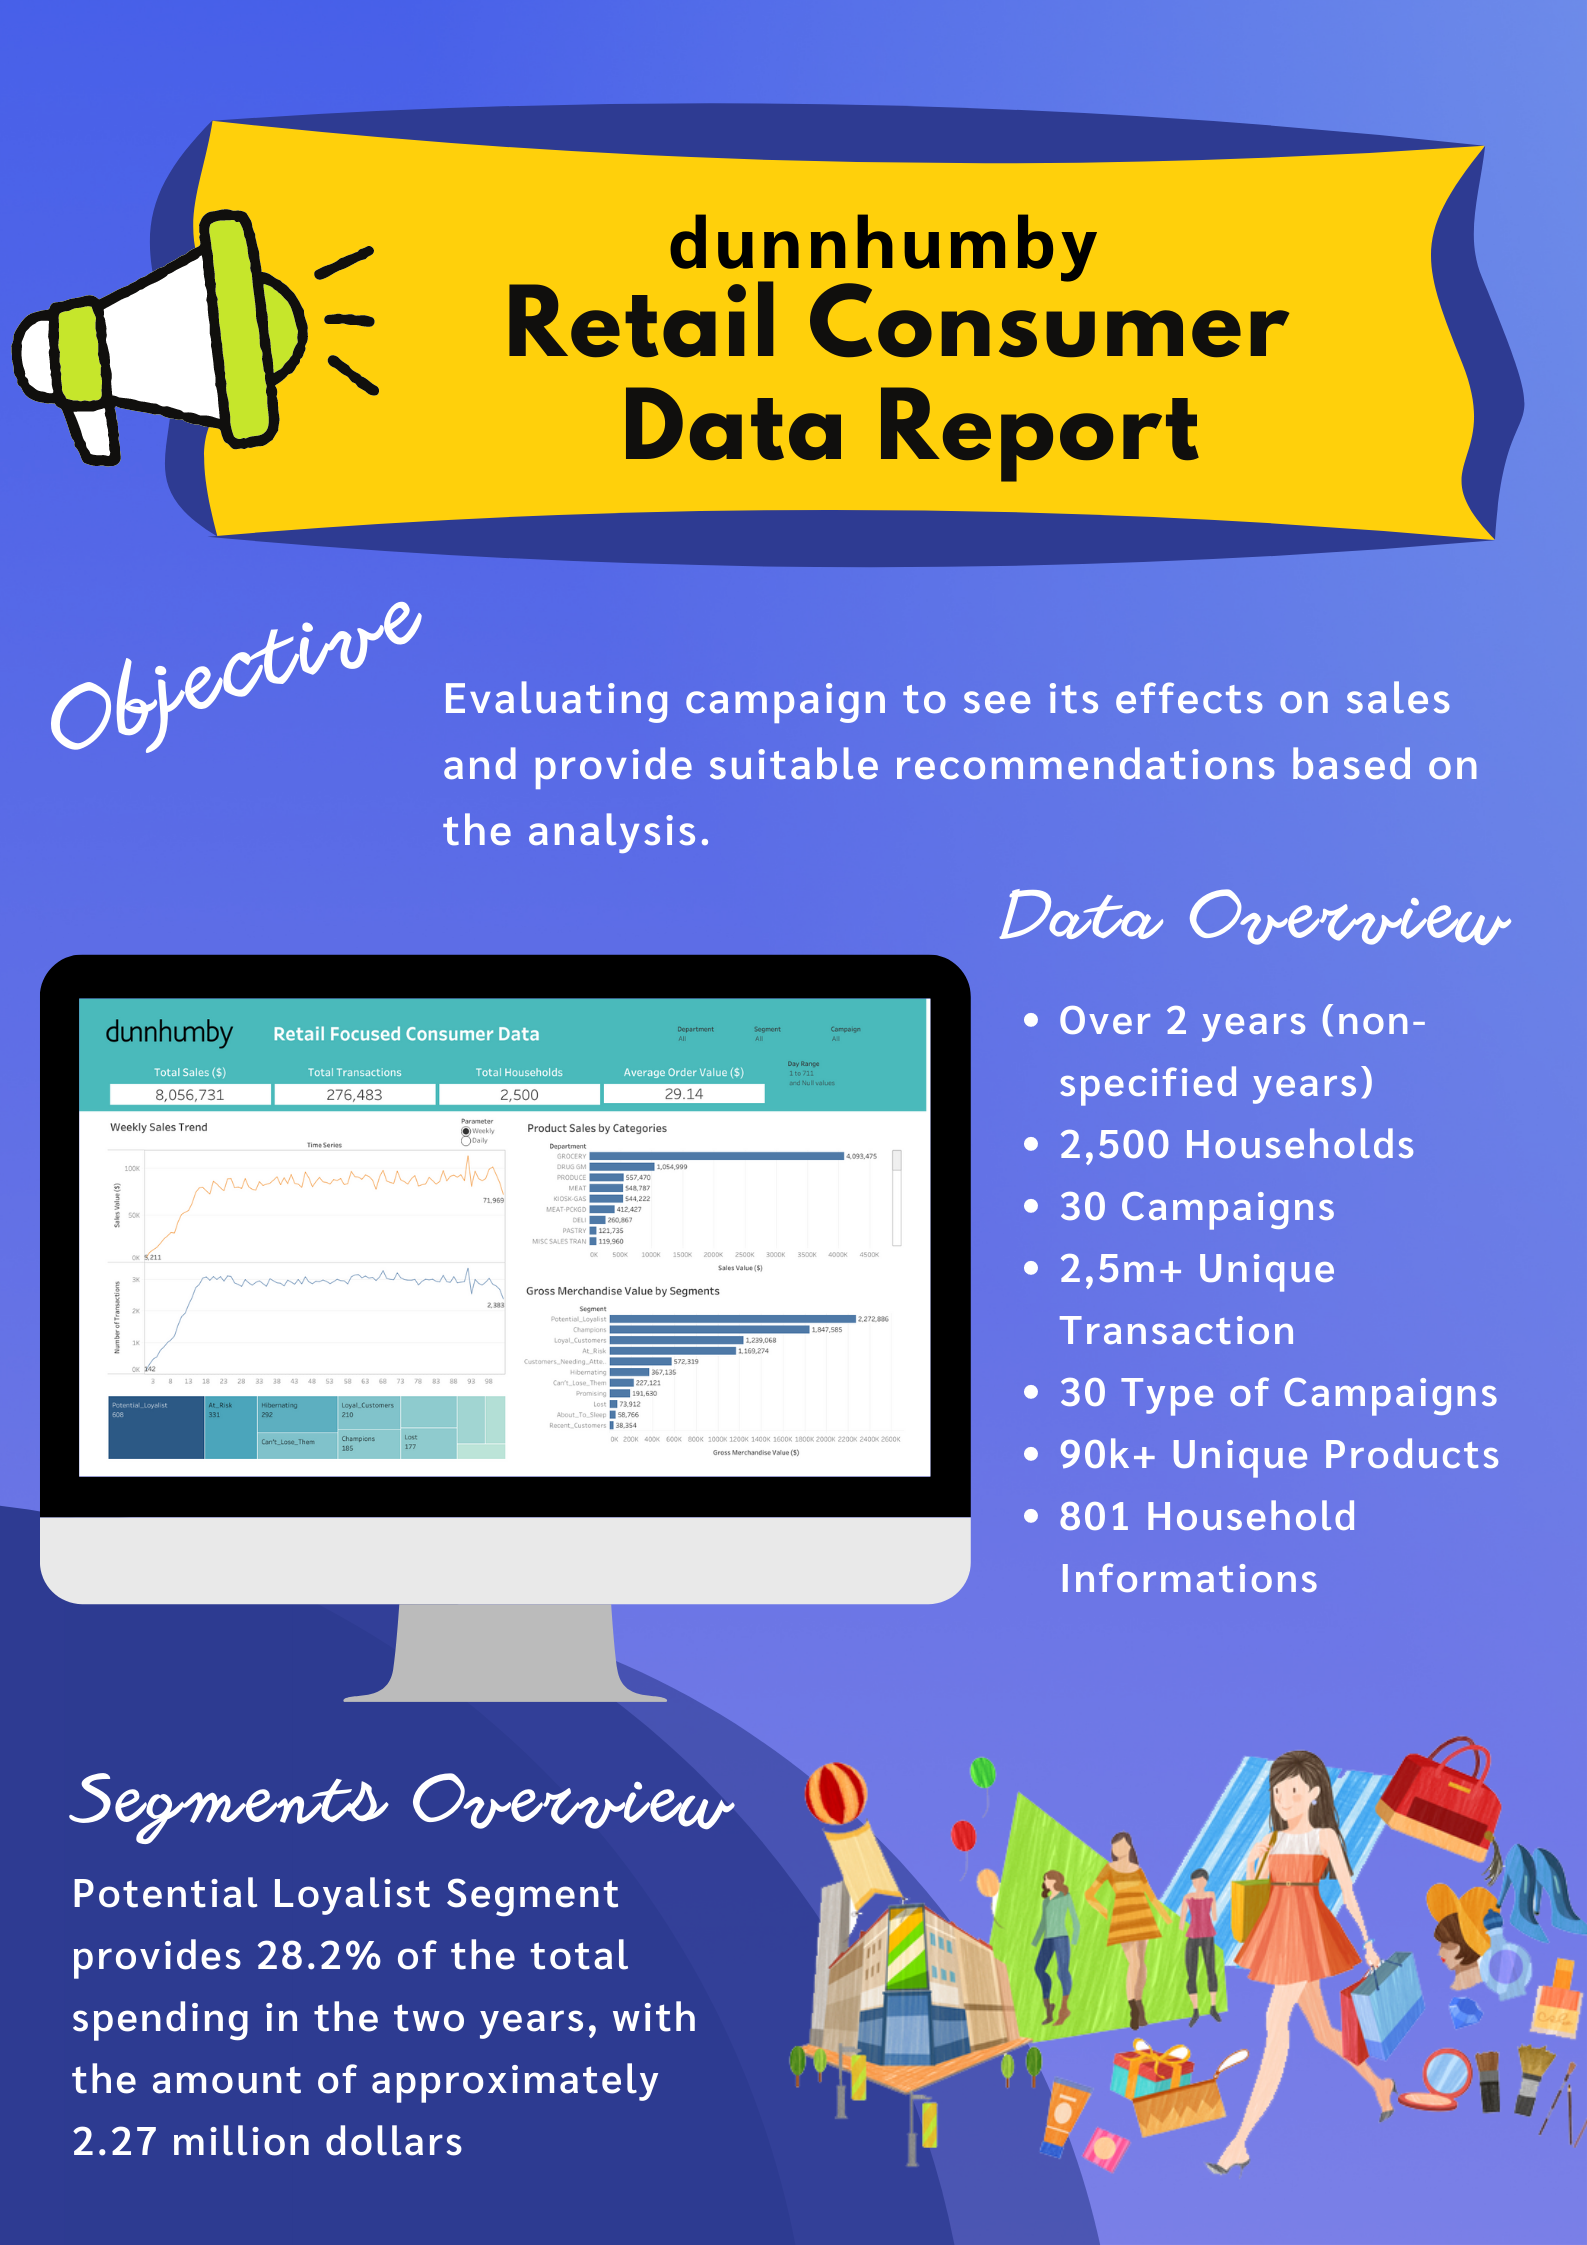 dunnhumby
Retail Consumer
Data Report
Objective
Evaluating campaign to see its effects on sales
and provide suitable recommendations based on
the analysis.
Data Overview
• Over 2 years (non-
specified years)
• 2,500 Households
• 30 Campaigns
• 2,5m+ Unique
Transaction
• 30 Type of Campaigns
• 90k+ Unique Products
• 801 Household
Informations
dunnhumby
Retail Focused Consumer Data
Department
All
Segment
All
Campaign
All
Day Range
1 to 711
and Null values
Total Sales ($)
8,056,731
Total Transactions
276,483
Total Households
2,500
Average Order Value ($)
29.14
Weekly Sales Trend
Parameter
Weekly
Daily
Time Series
Sales Value ($)
100K
50K
0K
71,969
Number of Transactions
3K
2K
1K
0K
142
2,383
3 8 13 18 23 28 33 38 43 48 53 58 63 68 73 78 83 88 93 98
Potential_Loyalist
608
At_Risk
331
Hibernating
292
Can't_Lose_Them
Loyal_Customers
210
Champions
185
Lost
177
Product Sales by Categories
Department
GROCERY 4,093,475
DRUG GM 1,054,999
PRODUCE 557,470
MEAT 548,787
KIOSK-GAS 544,222
MEAT-PCKGD 412,427
DELI 260,867
PASTRY 121,735
MISC SALES TRAN 119,960
0K 500K 1000K 1500K 2000K 2500K 3000K 3500K 4000K 4500K
Sales Value ($)
Gross Merchandise Value by Segments
Segment
Potential_Loyalist 2,272,886
Champions 1,847,585
Loyal_Customers 1,239,068
At_Risk 1,169,274
Customers_Needing_Atte.. 572,319
Hibernating 367,135
Can't_Lose_Them 227,121
Promising 191,630
Lost 73,912
About_To_Sleep 58,766
Recent_Customers 38,354
0K 200K 400K 600K 800K 1000K 1200K 1400K 1600K 1800K 2000K 2200K 2400K 2600K
Gross Merchandise Value ($)
Segments Overview
Potential Loyalist Segment
provides 28.2% of the total
spending in the two years, with
the amount of approximately
2.27 million dollars